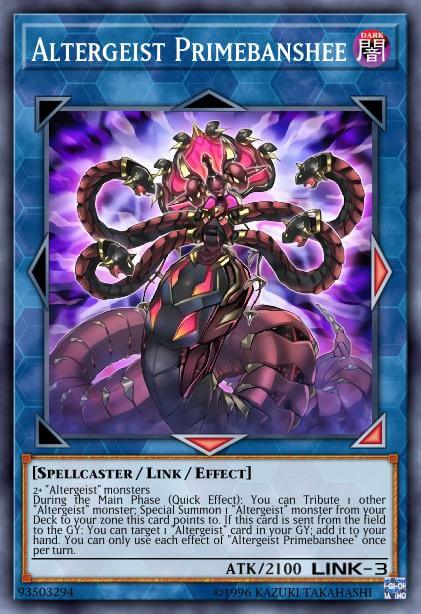 ALTERGEIST PRIMEBANSHEE
DARK
闇
[SPELLCASTER / LINK / EFFECT]
2+ "Altergeist" monsters
During the Main Phase (Quick Effect): You can Tribute 1 other
"Altergeist" monster; Special Summon 1 "Altergeist" monster from your
Deck to your zone this card points to. If this card is sent from the field
to the GY: You can target 1 "Altergeist" card in your GY; add it to your
hand. You can only use each effect of "Altergeist Primebanshee" once
per turn.
ATK/2100 LINK-3
93503294 ©1996 KAZUKI TAKAHASHI